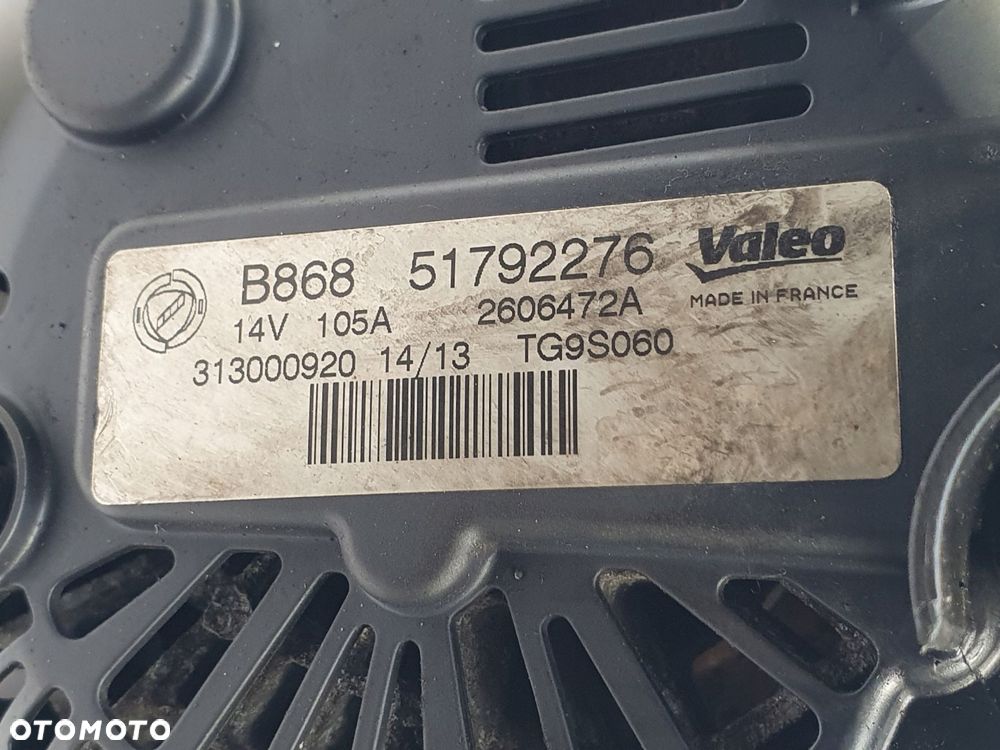 B868 51792276 Valeo
14V 105A 2606472A MADE IN FRANCE
313000920 14/13 TG9S060
OTOMOTO